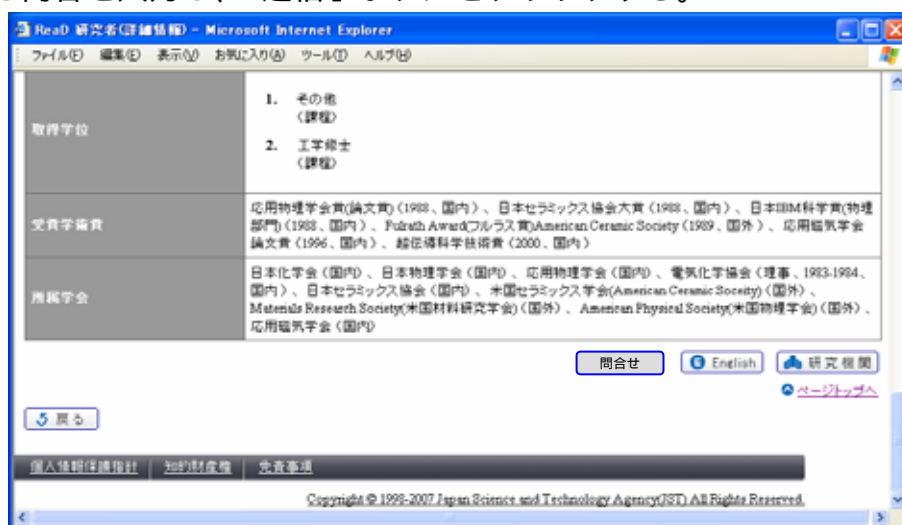 ReaD 研究者(詳細情報) - Microsoft Internet Explorer
ファイル(F) 編集(E) 表示(V) お気に入り(A) ツール(T) ヘルプ(H)
取得学位
1. その他
(課程)
2. 工学修士
(課程)
受賞学術賞
応用物理学会賞(論文賞)(1988、国内)、日本セラミックス協会大賞(1988、国内)、日本IBM科学賞(物理
部門)(1988、国内)、Fulrath Award(フルラス賞)American Ceramic Society(1989、国外)、応用磁気学会
論文賞(1996、国内)、超伝導科学技術賞(2000、国内)
所属学会
日本化学会(国内)、日本物理学会(国内)、応用物理学会(国内)、電気化学協会(理事、1983-1984、
国内)、日本セラミックス協会(国内)、米国セラミックス学会(American Ceramic Soceity)(国外)、
Materials Research Society(米国材料研究学会)(国外)、American Physical Society(米国物理学会)(国外)、
応用磁気学会(国内)
問合せ English 研究機関
ページトップへ
戻る
個人情報保護指針 知的財産権 免責事項
Copyright © 1998-2007 Japan Science and Technology Agency(JST) All Rights Reserved.